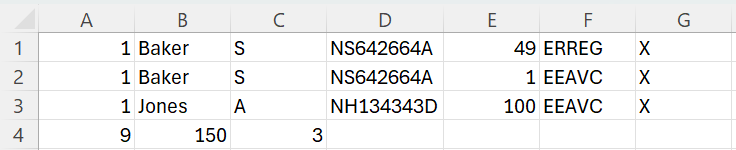 A B C D E F G
1 1 Baker S NS642664A 49 ERREG X
2 1 Baker S NS642664A 1 EEAVC X
3 1 Jones A NH134343D 100 EEAVC X
4 9 150 3